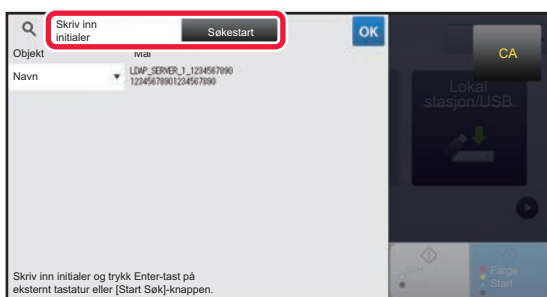 Skriv inn
initialer
Søkestart
OK
CA
Objekt
Mål
Navn
LDAP_SERVER_1_1234567890
12345678901234567890
Lokal
stasjon/USB
Skriv inn initialer og trykk Enter-tast på
eksternt tastatur eller [Start Søk]-knappen.
Farge
Start